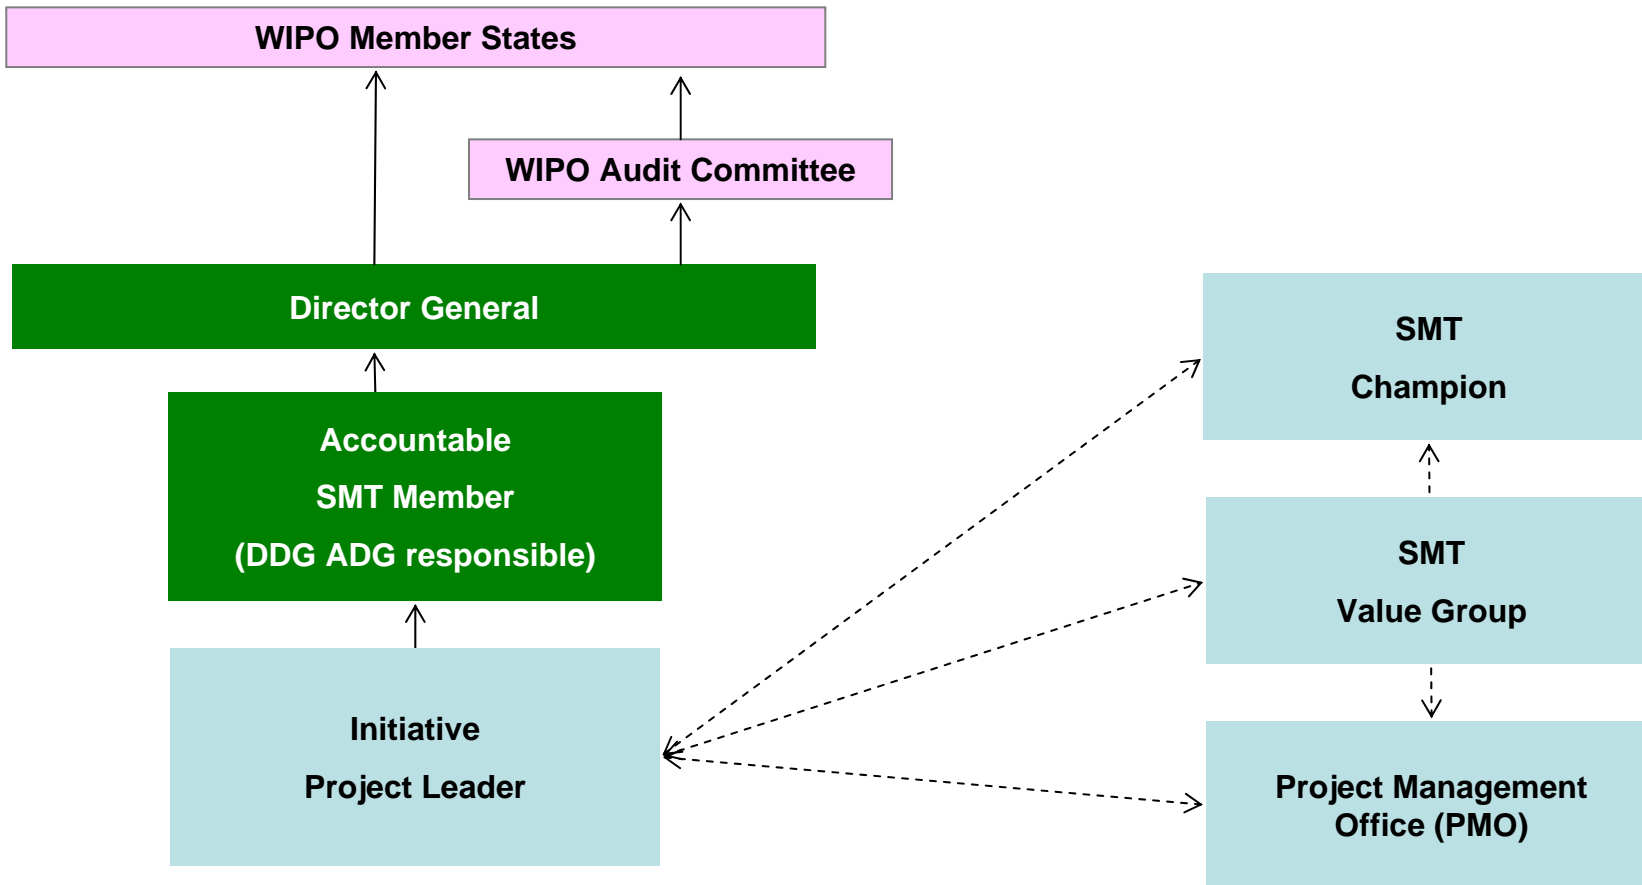 WIPO Member States
WIPO Audit Committee
Director General
Accountable
SMT Member
(DDG ADG responsible)
Initiative
Project Leader
SMT
Champion
SMT
Value Group
Project Management
Office (PMO)